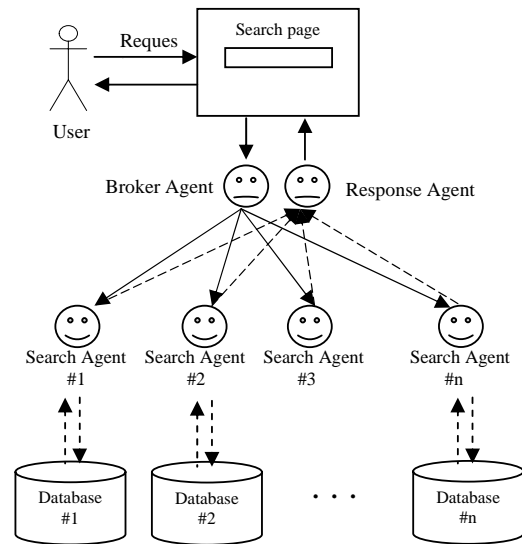 Search page
Reques
User
Broker Agent
Response Agent
Search Agent
#1
Search Agent
#2
Search Agent
#3
Search Agent
#n
Database
#1
Database
#2
. . .
Database
#n